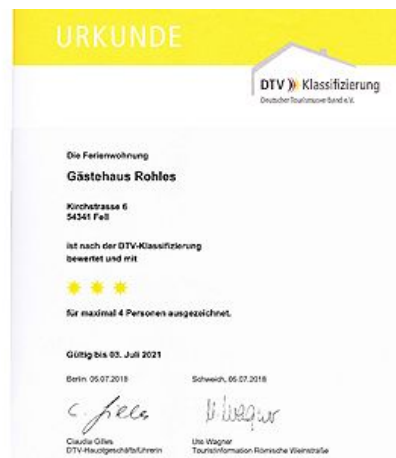 URKUNDE
DTV Klassifizierung
Deutscher Tourismusverband e.V.
Die Ferienwohnung
Gästehaus Rohles
Kirchstrasse 6
54341 Fell
ist nach der DTV-Klassifizierung
bewertet und mit
für maximal 4 Personen ausgezeichnet.
Gültig bis 03. Juli 2021
Berlin, 05.07.2018 Schweich, 05.07.2018
C. Gilles U. Wagner
Claudia Gilles Ute Wagner
DTV-Hauptgeschäftsführerin Touristinformation Römische Weinstraße